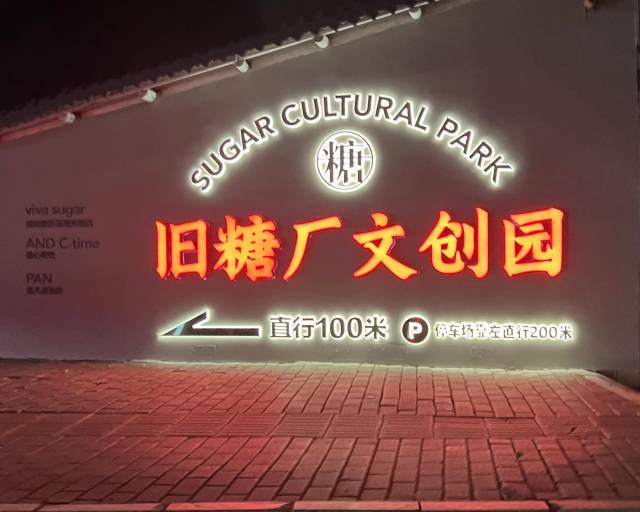 SUGAR CULTURAL PARK
糖
旧糖厂文创园
直行100米 P 停车场靠左直行200米
viva sugar
AND C·time
PAN